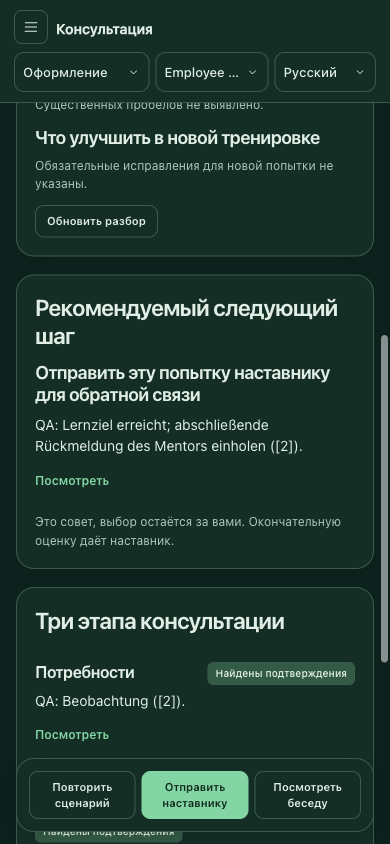 Консультация
Оформление
Employee ...
Русский
Существенных пробелов не выявлено.
Что улучшить в новой тренировке
Обязательные исправления для новой попытки не
указаны.
Обновить разбор
Рекомендуемый следующий
шаг
Отправить эту попытку наставнику
для обратной связи
QA: Lernziel erreicht; abschließende
Rückmeldung des Mentors einholen ([2]).
Посмотреть
Это совет, выбор остаётся за вами. Окончательную
оценку даёт наставник.
Три этапа консультации
Потребности
Найдены подтверждения
QA: Beobachtung ([2]).
Посмотреть
Повторить
сценарий
Отправить
наставнику
Посмотреть
беседу
Найдены подтверждения